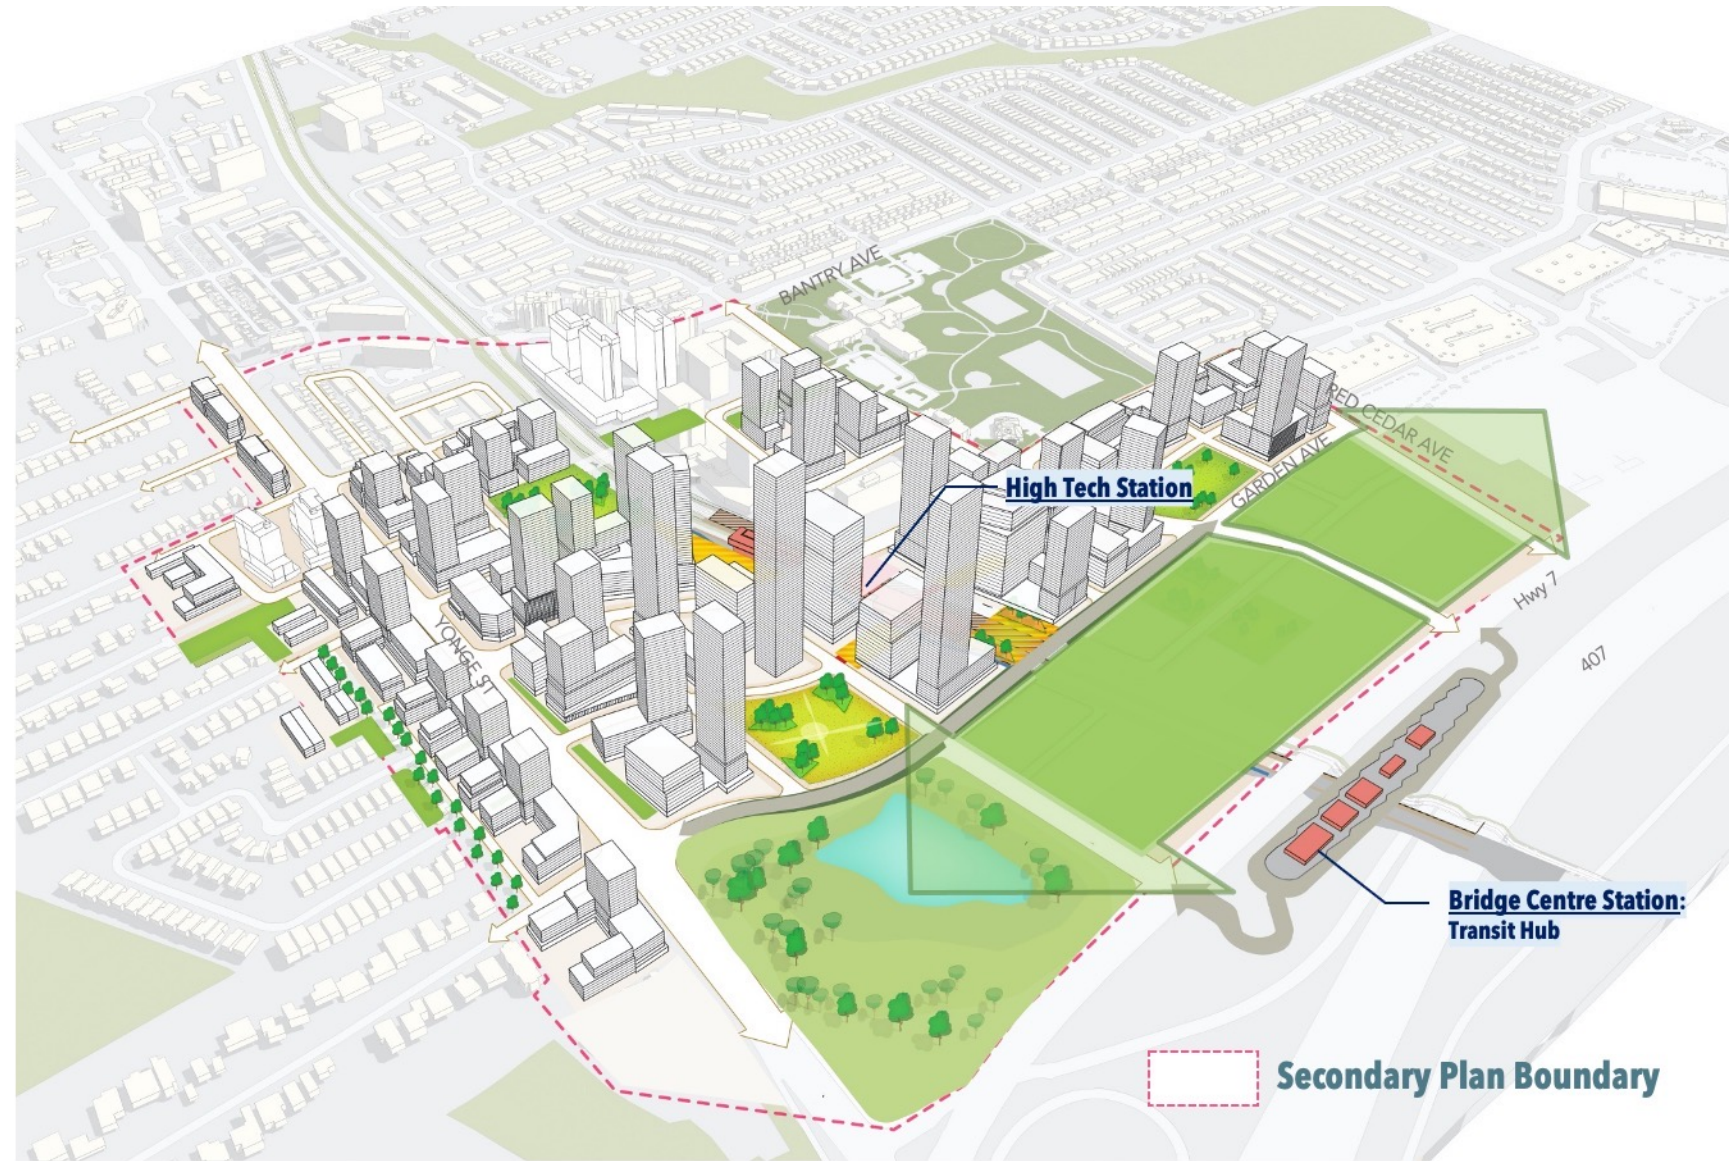 BANTRY AVE
RED CEDAR AVE
GARDEN AVE
High Tech Station
Hwy 7
YONGE ST
407
Bridge Centre Station:
Transit Hub
Secondary Plan Boundary